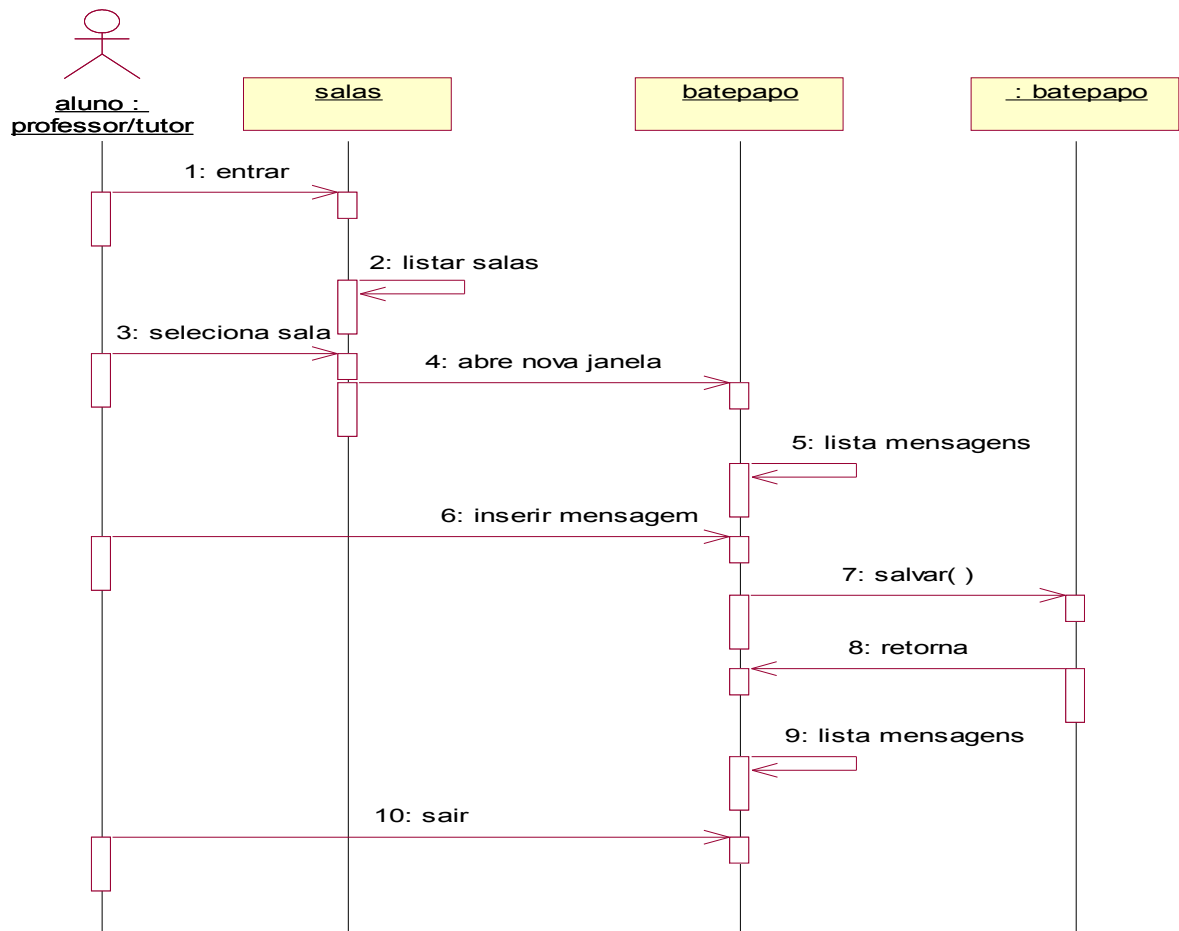 aluno :
professor/tutor
salas
batepapo
: batepapo
1: entrar
2: listar salas
3: seleciona sala
4: abre nova janela
5: lista mensagens
6: inserir mensagem
7: salvar( )
8: retorna
9: lista mensagens
10: sair